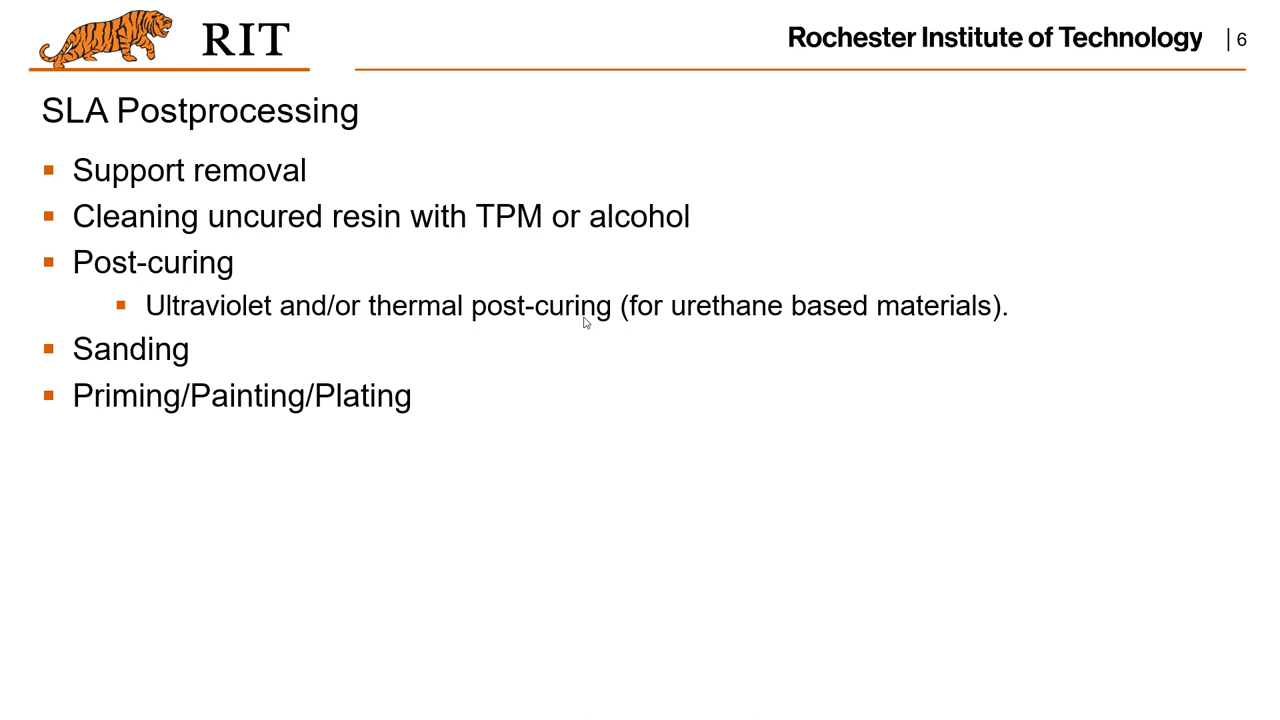 RIT
Rochester Institute of Technology | 6
SLA Postprocessing
Support removal
Cleaning uncured resin with TPM or alcohol
Post-curing
Ultraviolet and/or thermal post-curing (for urethane based materials).
Sanding
Priming/Painting/Plating